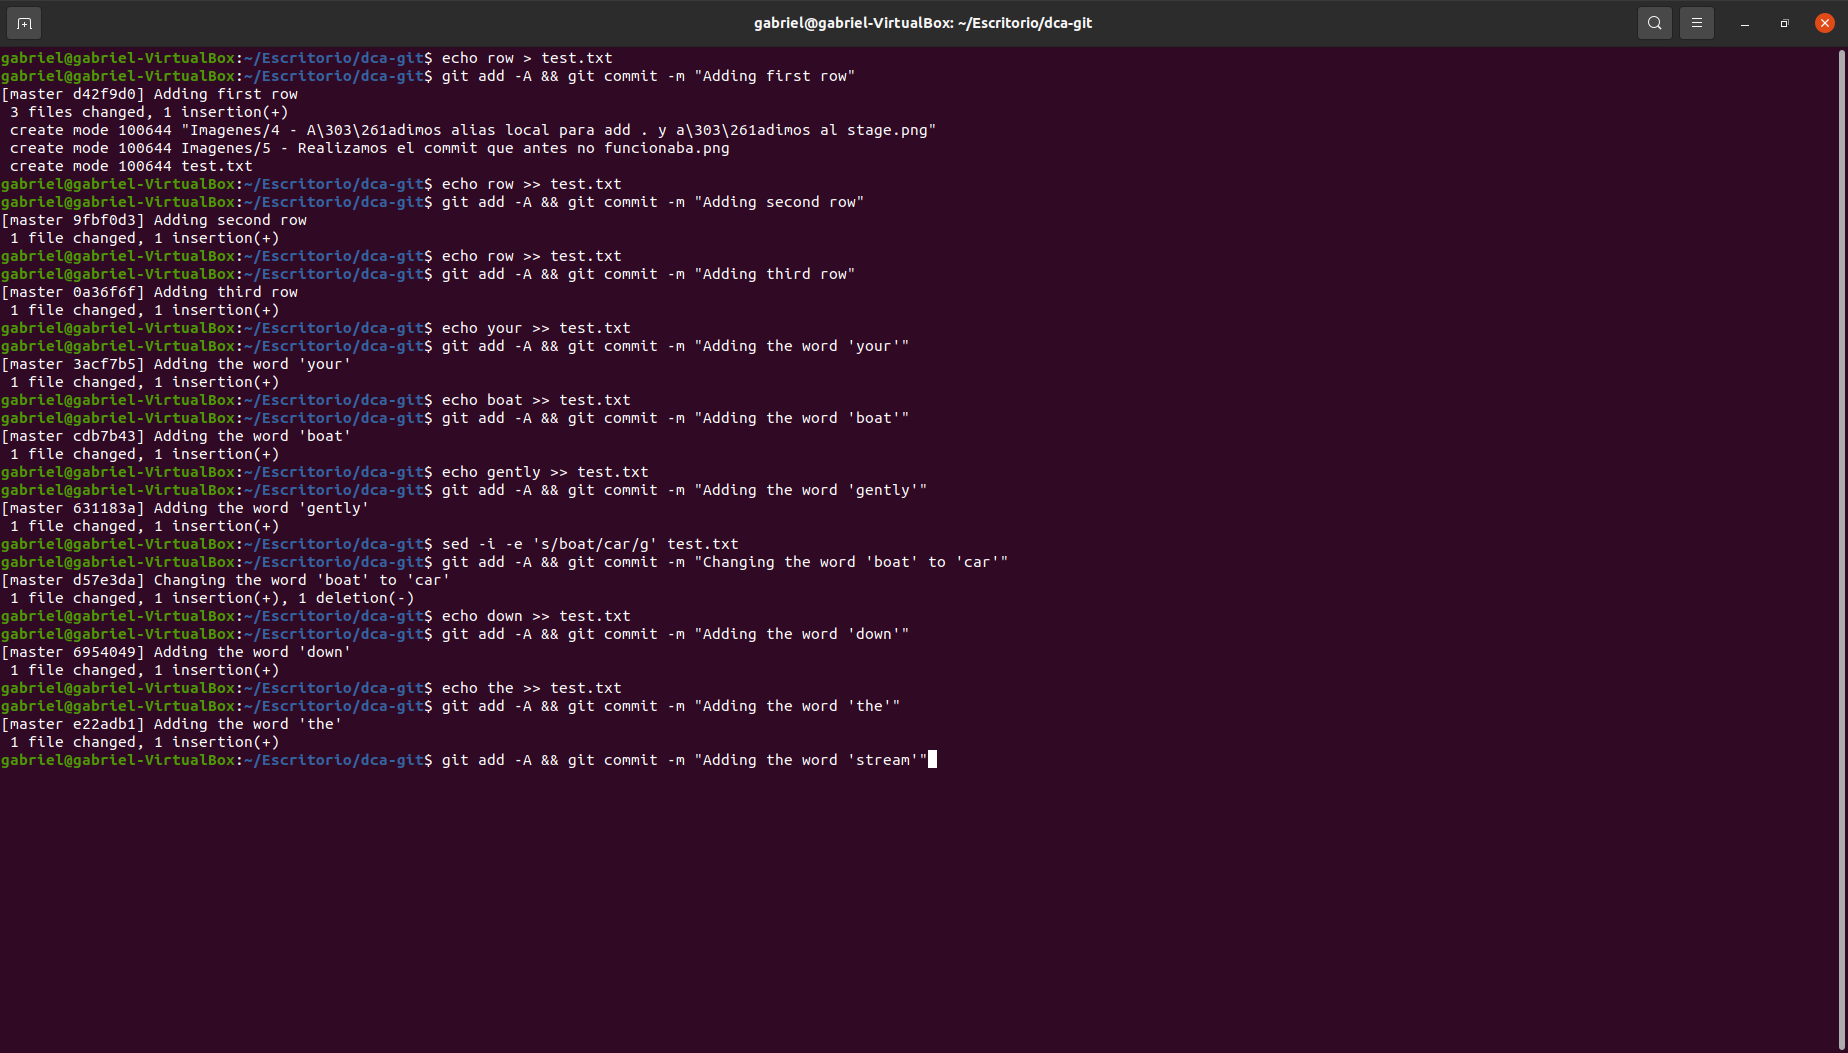 gabriel@gabriel-VirtualBox: ~/Escritorio/dca-git
gabriel@gabriel-VirtualBox:~/Escritorio/dca-git$ echo row > test.txt
gabriel@gabriel-VirtualBox:~/Escritorio/dca-git$ git add -A && git commit -m "Adding first row"
[master d42f9d0] Adding first row
 3 files changed, 1 insertion(+)
 create mode 100644 "Imagenes/4 - A\303\261adimos alias local para add . y a\303\261adimos al stage.png"
 create mode 100644 Imagenes/5 - Realizamos el commit que antes no funcionaba.png
 create mode 100644 test.txt
gabriel@gabriel-VirtualBox:~/Escritorio/dca-git$ echo row >> test.txt
gabriel@gabriel-VirtualBox:~/Escritorio/dca-git$ git add -A && git commit -m "Adding second row"
[master 9fbf0d3] Adding second row
 1 file changed, 1 insertion(+)
gabriel@gabriel-VirtualBox:~/Escritorio/dca-git$ echo row >> test.txt
gabriel@gabriel-VirtualBox:~/Escritorio/dca-git$ git add -A && git commit -m "Adding third row"
[master 0a36f6f] Adding third row
 1 file changed, 1 insertion(+)
gabriel@gabriel-VirtualBox:~/Escritorio/dca-git$ echo your >> test.txt
gabriel@gabriel-VirtualBox:~/Escritorio/dca-git$ git add -A && git commit -m "Adding the word 'your'"
[master 3acf7b5] Adding the word 'your'
 1 file changed, 1 insertion(+)
gabriel@gabriel-VirtualBox:~/Escritorio/dca-git$ echo boat >> test.txt
gabriel@gabriel-VirtualBox:~/Escritorio/dca-git$ git add -A && git commit -m "Adding the word 'boat'"
[master cdb7b43] Adding the word 'boat'
 1 file changed, 1 insertion(+)
gabriel@gabriel-VirtualBox:~/Escritorio/dca-git$ echo gently >> test.txt
gabriel@gabriel-VirtualBox:~/Escritorio/dca-git$ git add -A && git commit -m "Adding the word 'gently'"
[master 631183a] Adding the word 'gently'
 1 file changed, 1 insertion(+)
gabriel@gabriel-VirtualBox:~/Escritorio/dca-git$ sed -i -e 's/boat/car/g' test.txt
gabriel@gabriel-VirtualBox:~/Escritorio/dca-git$ git add -A && git commit -m "Changing the word 'boat' to 'car'"
[master d57e3da] Changing the word 'boat' to 'car'
 1 file changed, 1 insertion(+), 1 deletion(-)
gabriel@gabriel-VirtualBox:~/Escritorio/dca-git$ echo down >> test.txt
gabriel@gabriel-VirtualBox:~/Escritorio/dca-git$ git add -A && git commit -m "Adding the word 'down'"
[master 6954049] Adding the word 'down'
 1 file changed, 1 insertion(+)
gabriel@gabriel-VirtualBox:~/Escritorio/dca-git$ echo the >> test.txt
gabriel@gabriel-VirtualBox:~/Escritorio/dca-git$ git add -A && git commit -m "Adding the word 'the'"
[master e22adb1] Adding the word 'the'
 1 file changed, 1 insertion(+)
gabriel@gabriel-VirtualBox:~/Escritorio/dca-git$ git add -A && git commit -m "Adding the word 'stream'"